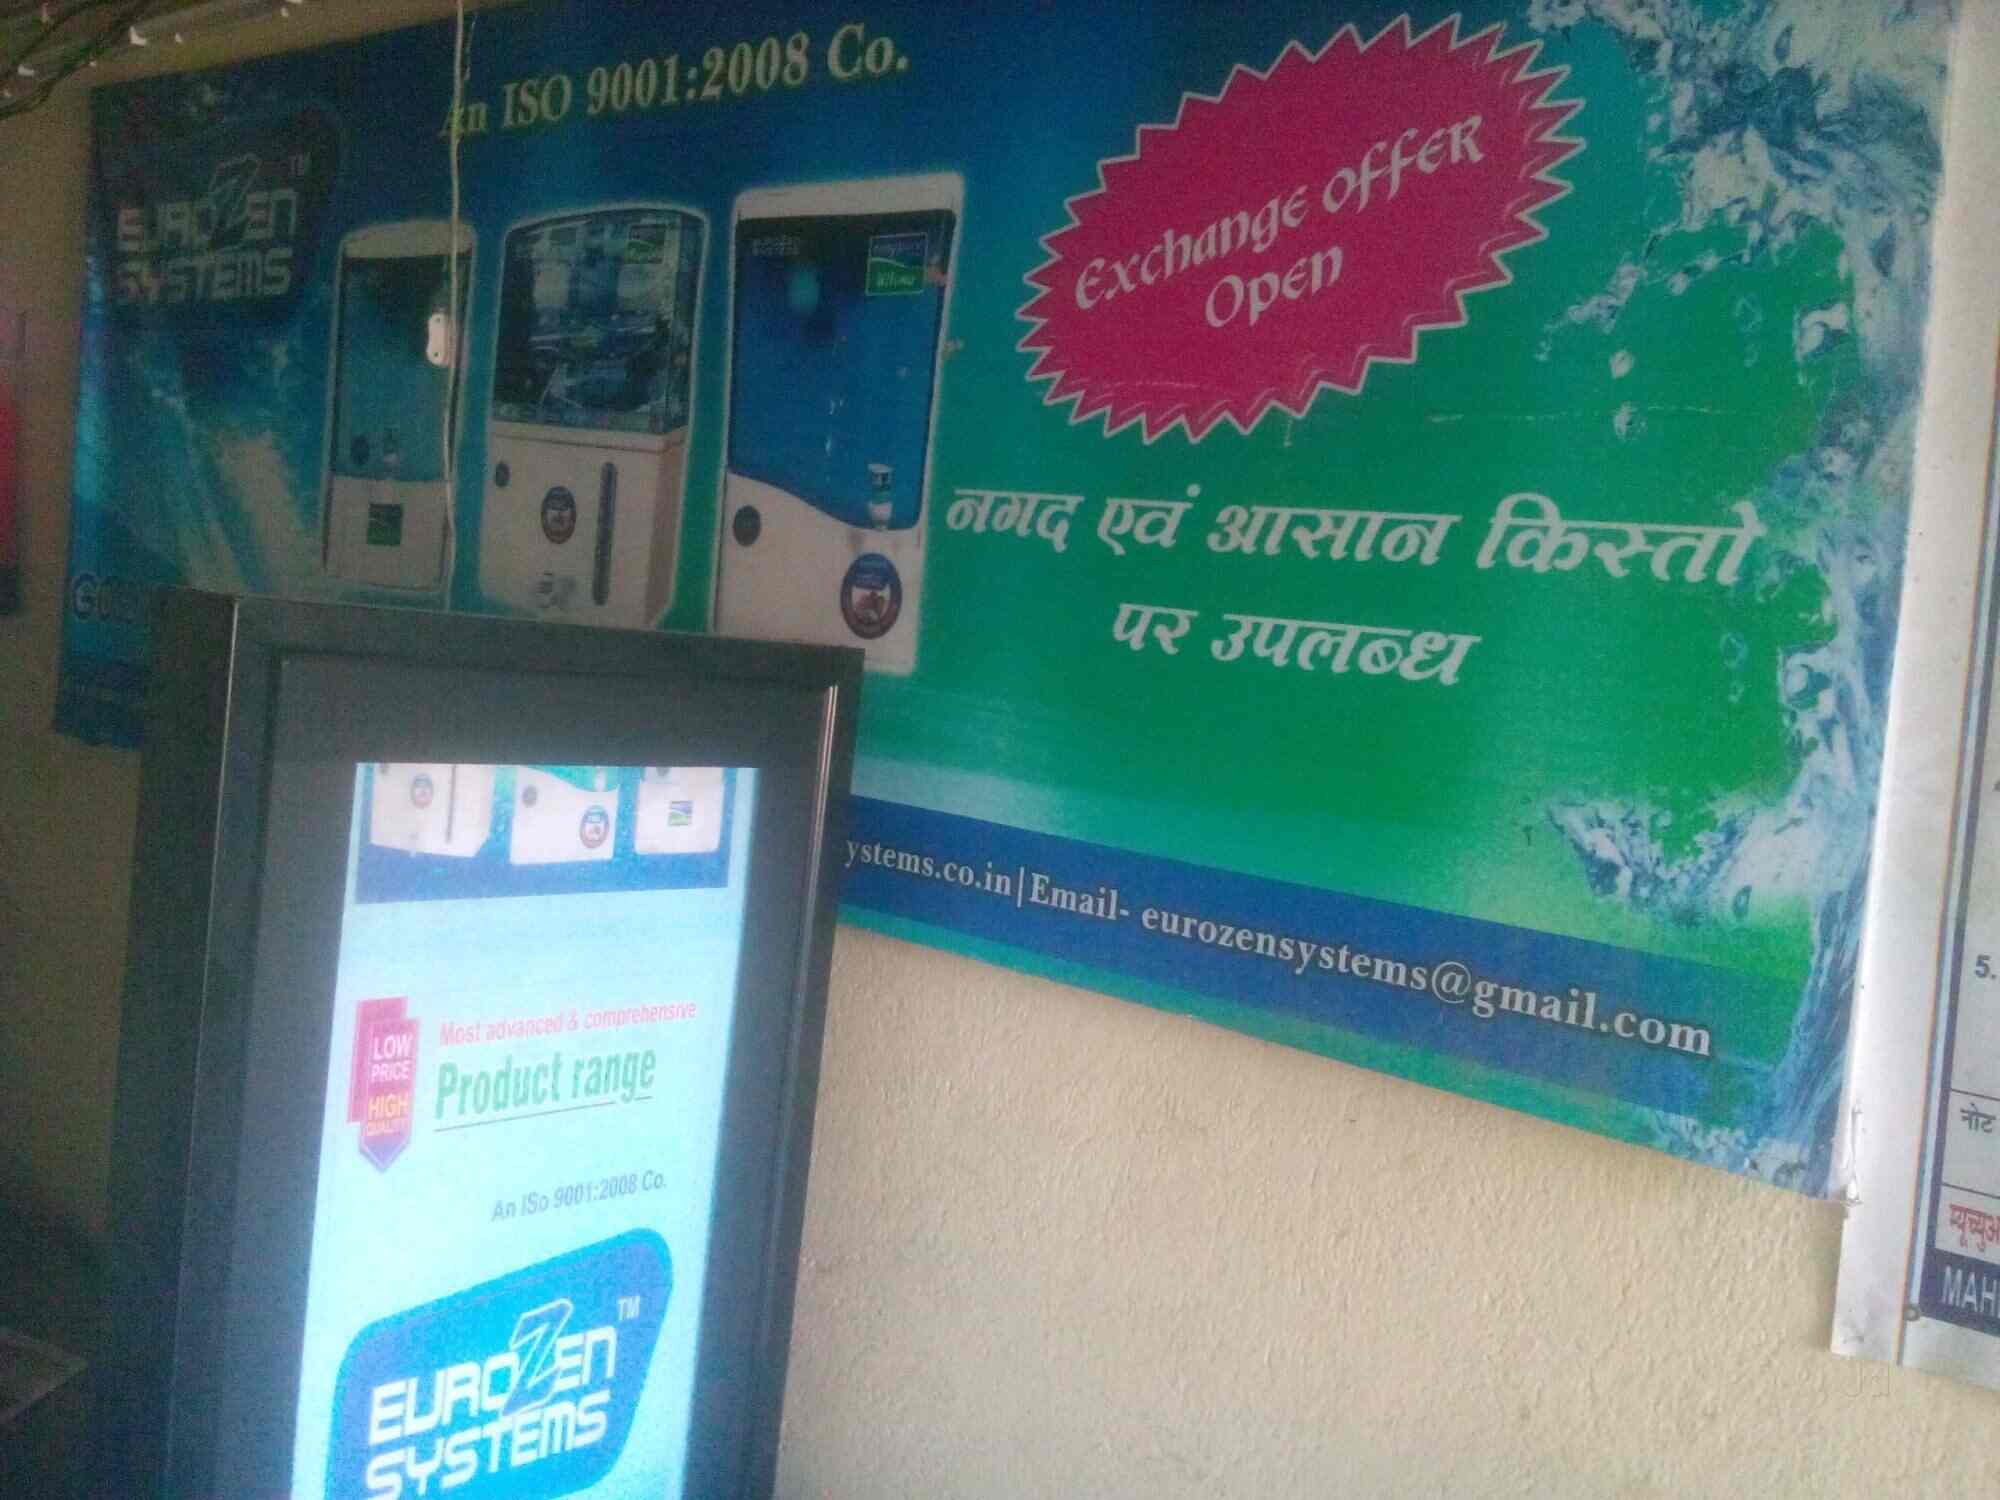 An ISO 9001:2008 Co.
EUROZEN TM
SYSTEMS
Exchange offer
Open
नगद एवं आसान किस्तो
पर उपलब्ध
ystems.co.in|Email- eurozensystems@gmail.com
LOW
PRICE
HIGH
QUALITY
Most advanced & comprehensive
Product range
An ISo 9001:2008 Co.
EUROZEN TM
SYSTEMS
5.
नोट
म्यूच्युअ
MAH